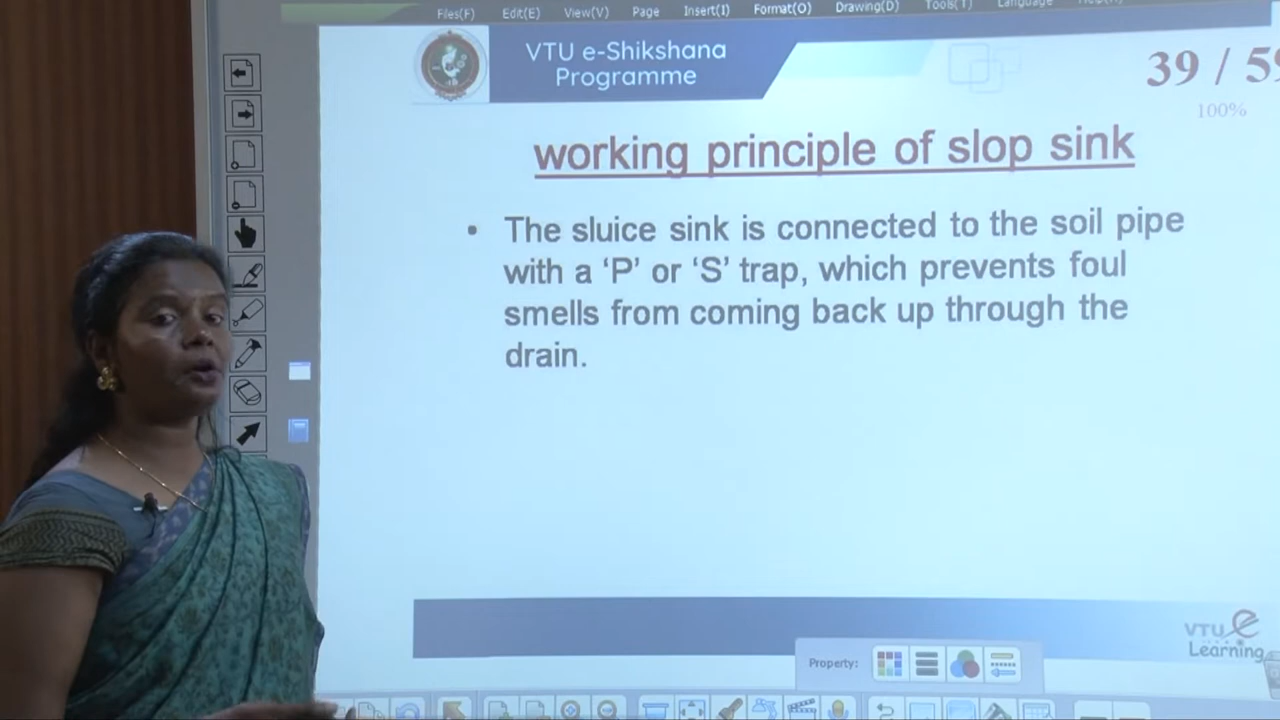 Files(F) Edit(E) View(V) Page Insert(I) Format(O) Drawing(D) Tools(T) Language
VTU e-Shikshana
Programme
39 / 59
100%
working principle of slop sink
• The sluice sink is connected to the soil pipe
with a ‘P’ or ‘S’ trap, which prevents foul
smells from coming back up through the
drain.
VTU e
Learning
Property: